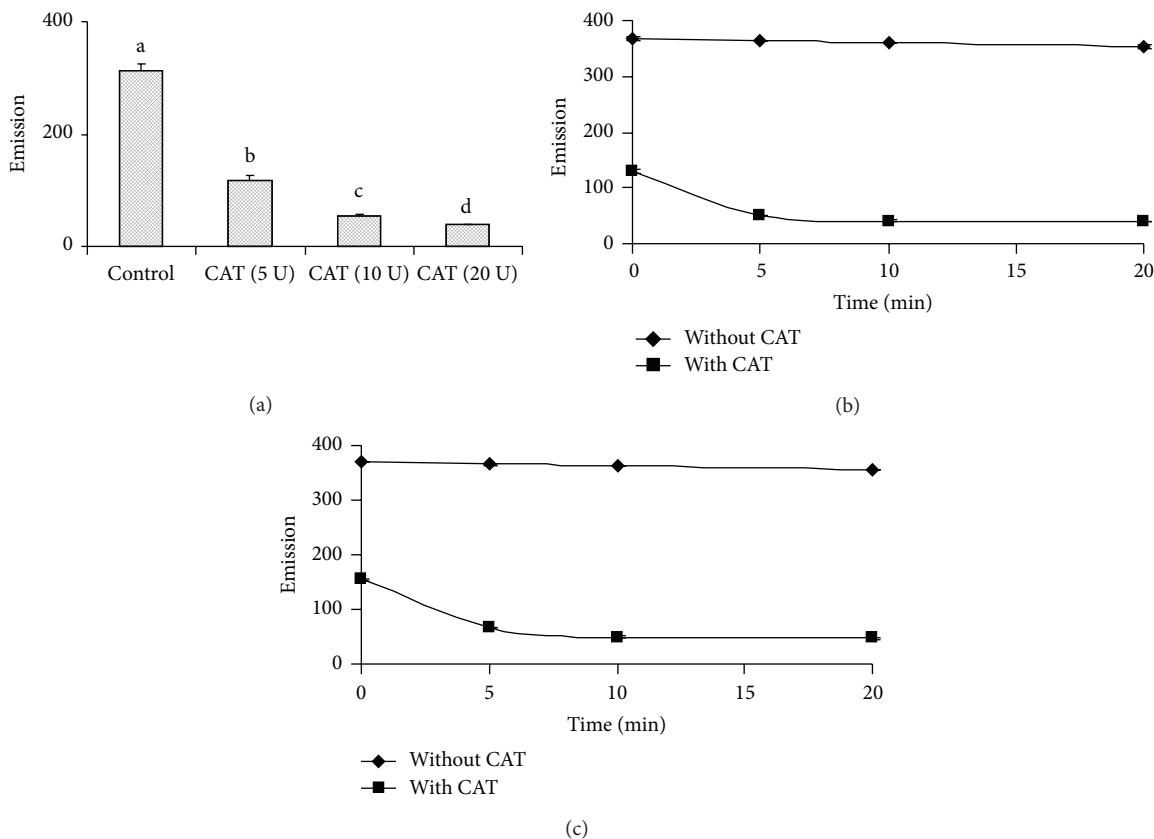 400
200
0
Emission
a
b
c
d
Control
CAT (5 U)
CAT (10 U)
CAT (20 U)
(a)
400
300
200
100
0
Emission
0
5
10
15
20
Time (min)
Without CAT
With CAT
(b)
400
300
200
100
0
Emission
0
5
10
15
20
Time (min)
Without CAT
With CAT
(c)